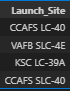 Launch_Site
CCAFS LC-40
VAFB SLC-4E
KSC LC-39A
CCAFS SLC-40